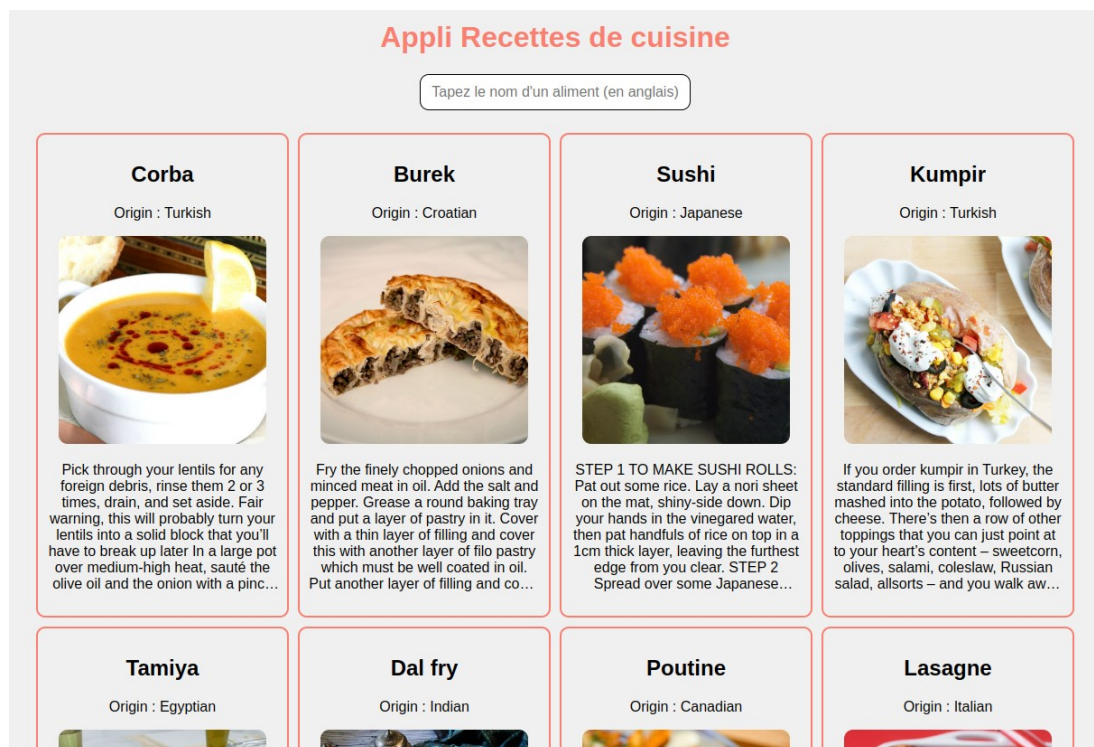 Appli Recettes de cuisine
Tapez le nom d'un aliment (en anglais)
Corba
Origin : Turkish
Pick through your lentils for any
foreign debris, rinse them 2 or 3
times, drain, and set aside. Fair
warning, this will probably turn your
lentils into a solid block that you’ll
have to break up later In a large pot
over medium-high heat, sauté the
olive oil and the onion with a pinc…
Burek
Origin : Croatian
Fry the finely chopped onions and
minced meat in oil. Add the salt and
pepper. Grease a round baking tray
and put a layer of pastry in it. Cover
with a thin layer of filling and cover
this with another layer of filo pastry
which must be well coated in oil.
Put another layer of filling and co…
Sushi
Origin : Japanese
STEP 1 TO MAKE SUSHI ROLLS:
Pat out some rice. Lay a nori sheet
on the mat, shiny-side down. Dip
your hands in the vinegared water,
then pat handfuls of rice on top in a
1cm thick layer, leaving the furthest
edge from you clear. STEP 2
Spread over some Japanese…
Kumpir
Origin : Turkish
If you order kumpir in Turkey, the
standard filling is first, lots of butter
mashed into the potato, followed by
cheese. There’s then a row of other
toppings that you can just point at
to your heart’s content – sweetcorn,
olives, salami, coleslaw, Russian
salad, allsorts – and you walk aw…
Tamiya
Origin : Egyptian
Dal fry
Origin : Indian
Poutine
Origin : Canadian
Lasagne
Origin : Italian